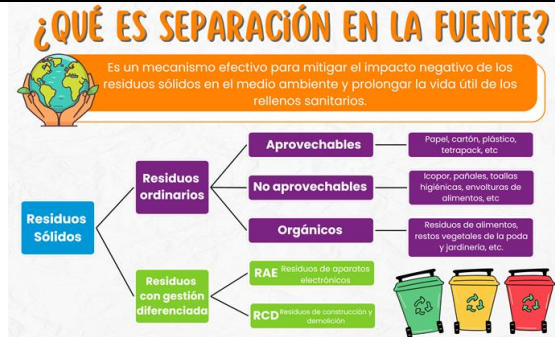 ¿QUÉ ES SEPARACIÓN EN LA FUENTE?
Es un mecanismo efectivo para mitigar el impacto negativo de los
residuos sólidos en el medio ambiente y prolongar la vida útil de los
rellenos sanitarios.
Residuos
Sólidos
Residuos
ordinarios
Aprovechables
Papel, cartón, plástico,
tetrapack, etc
No aprovechables
Icopor, pañales, toallas
higiénicas, envolturas de
alimentos, etc
Orgánicos
Residuos de alimentos,
restos vegetales de la poda
y jardinería, etc.
Residuos
con gestión
diferenciada
RAE Residuos de aparatos
electrónicos
RCD Residuos de construcción y
demolición